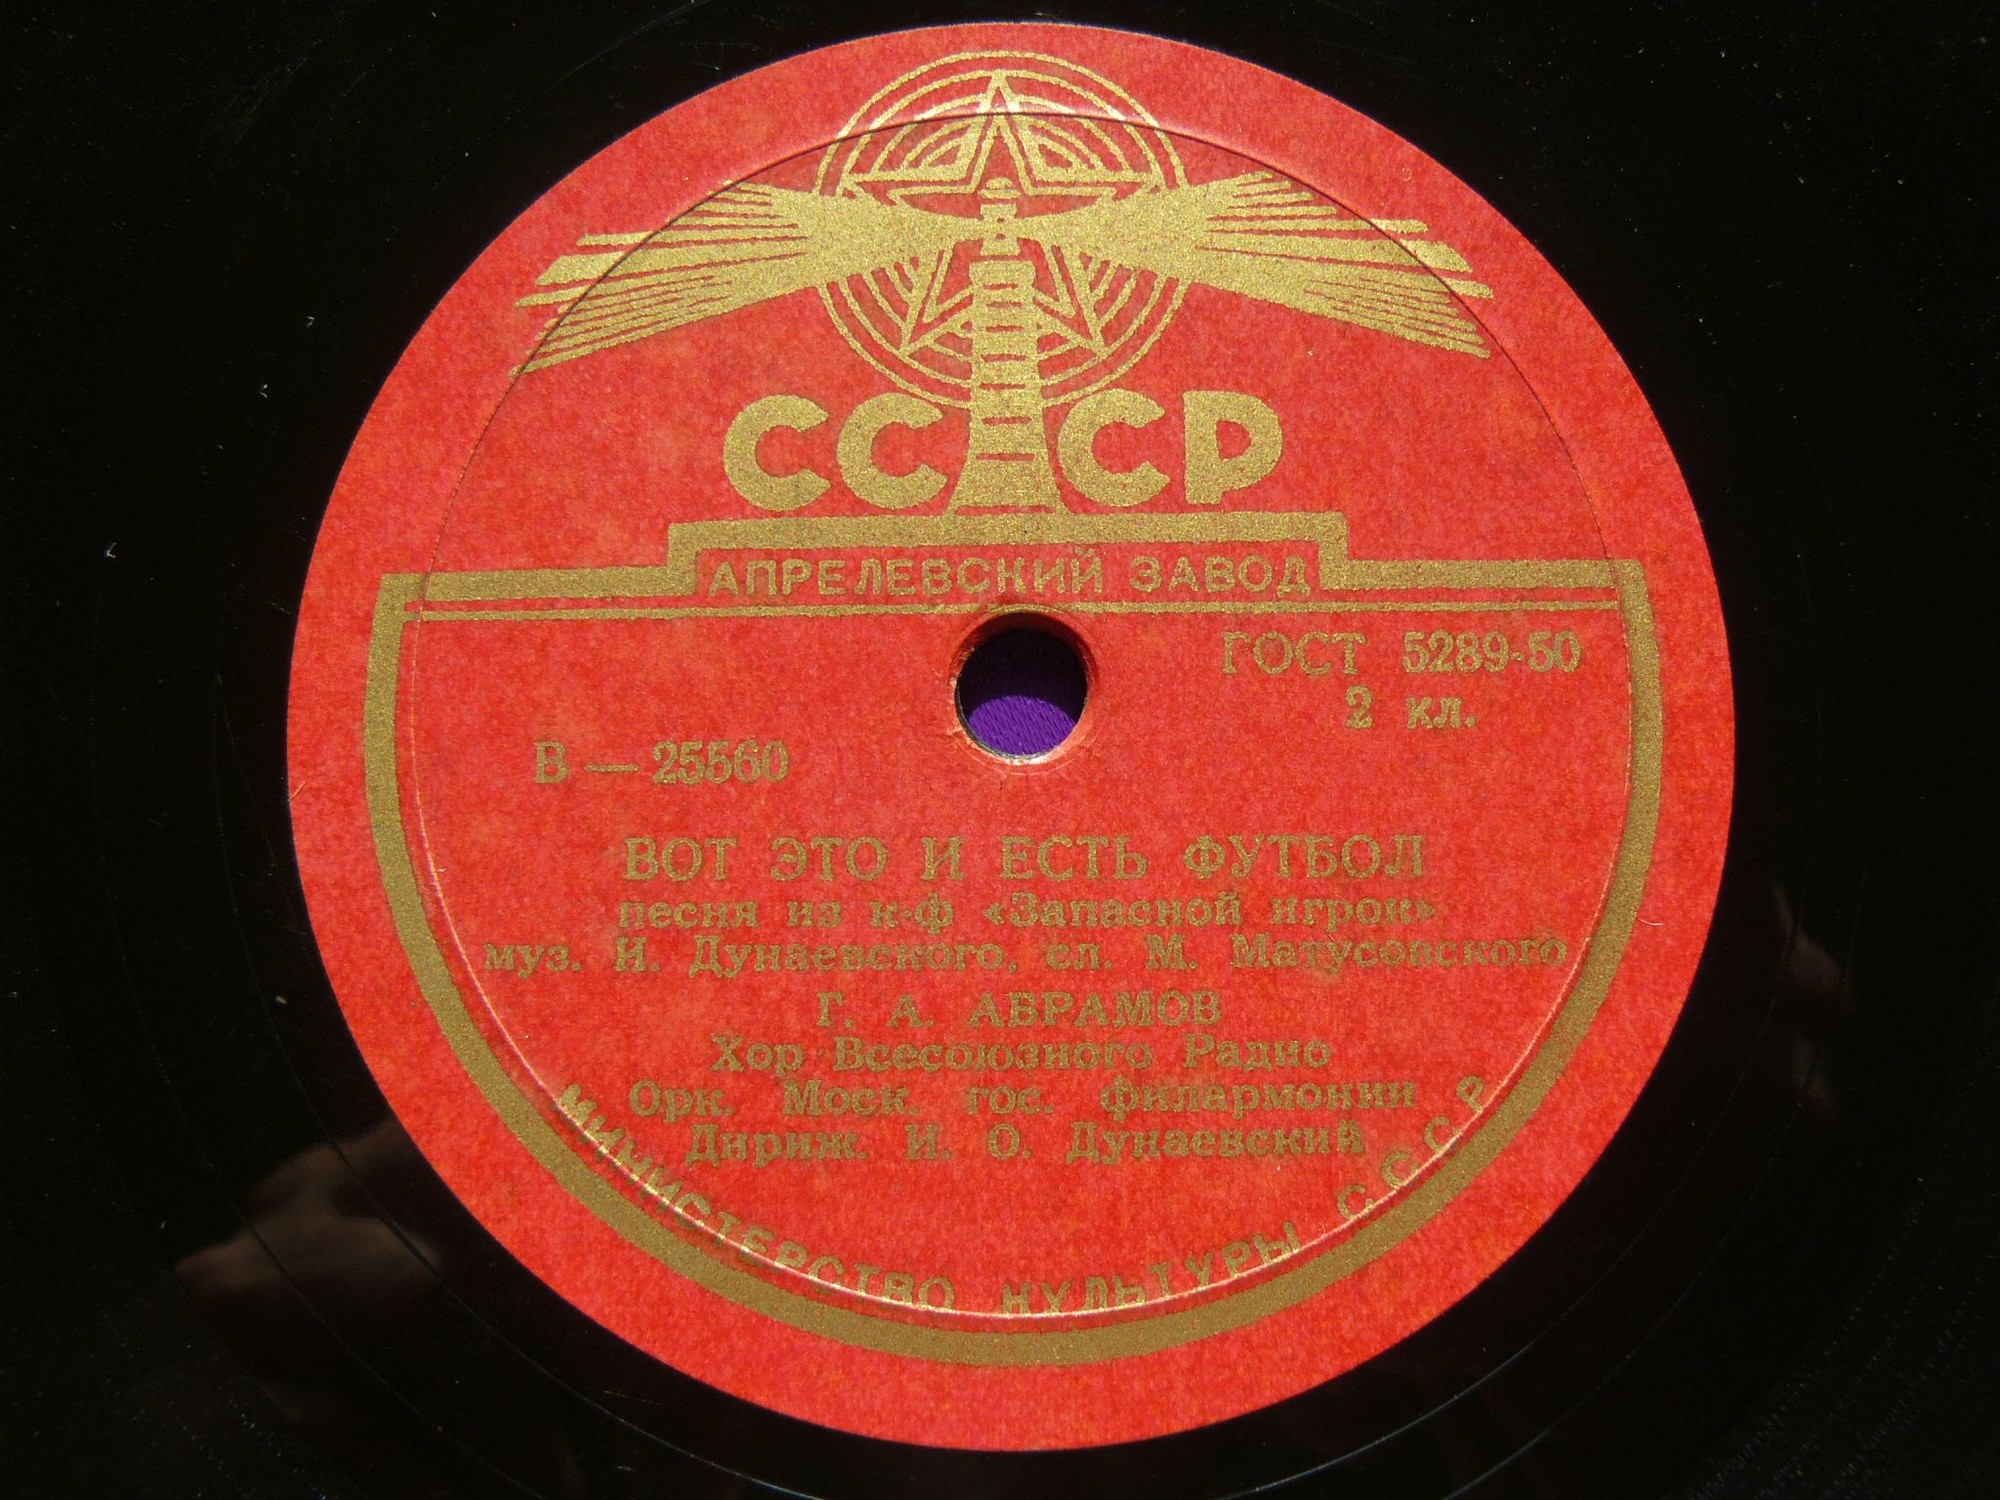 СССР
АПРЕЛЕВСКИЙ ЗАВОД
ГОСТ 5289-50
2 кл.
В — 25560
ВОТ ЭТО И ЕСТЬ ФУТБОЛ
песня из к-ф «Запасной игрок»
муз. И. Дунаевского, сл. М. Матусовского
Г. А. АБРАМОВ
Хор Всесоюзного Радио
Орк. Моск. гос. филармонии
Дириж. И. О. Дунаевский
МИНИСТЕРСТВО КУЛЬТУРЫ С.С.С.Р